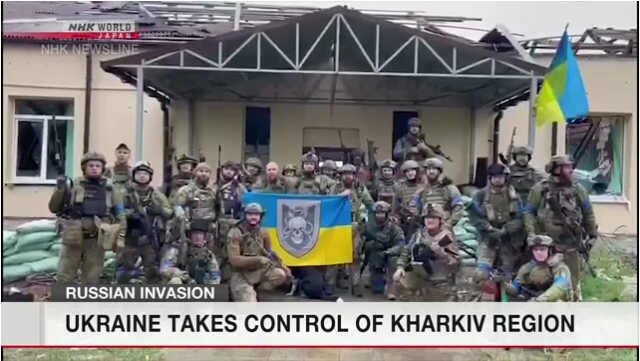 NHK WORLD
JAPAN
NHK NEWSLINE
RUSSIAN INVASION
UKRAINE TAKES CONTROL OF KHARKIV REGION